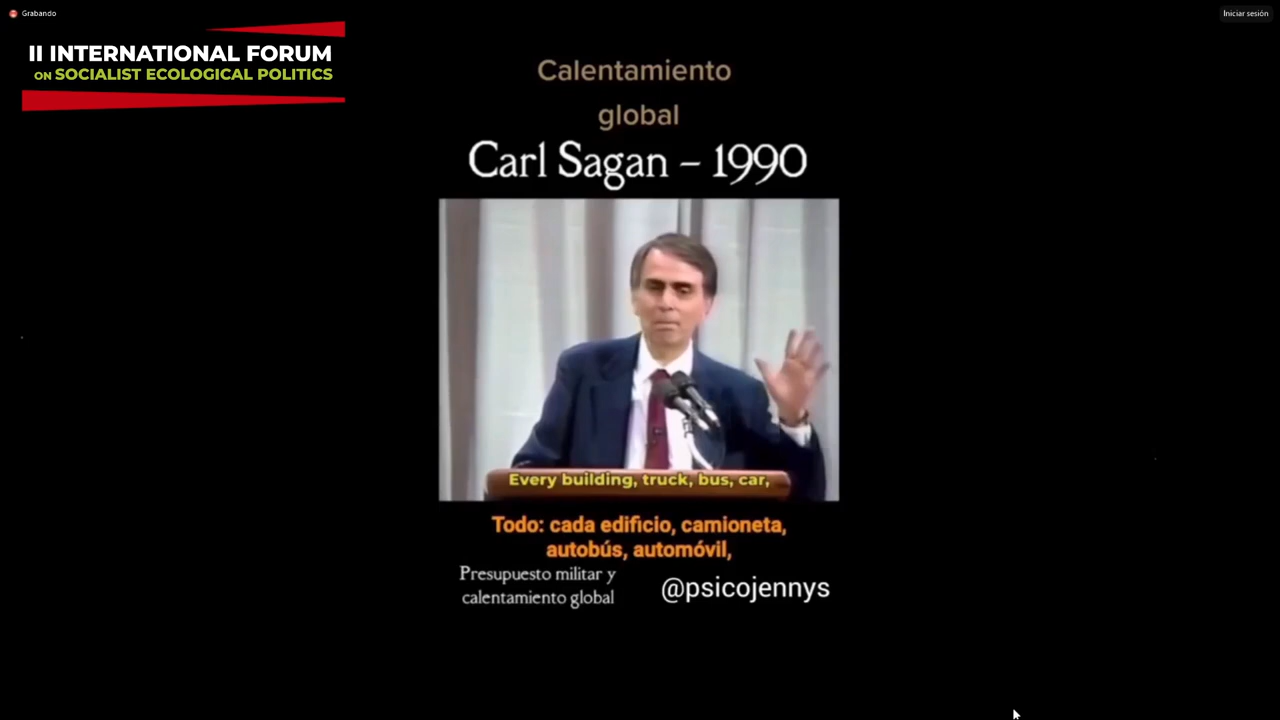 Grabando
Iniciar sesión
II INTERNATIONAL FORUM
ON SOCIALIST ECOLOGICAL POLITICS
Calentamiento
global
Carl Sagan – 1990
Every building, truck, bus, car,
Todo: cada edificio, camioneta,
autobús, automóvil,
Presupuesto militar y
calentamiento global
@psicojennys